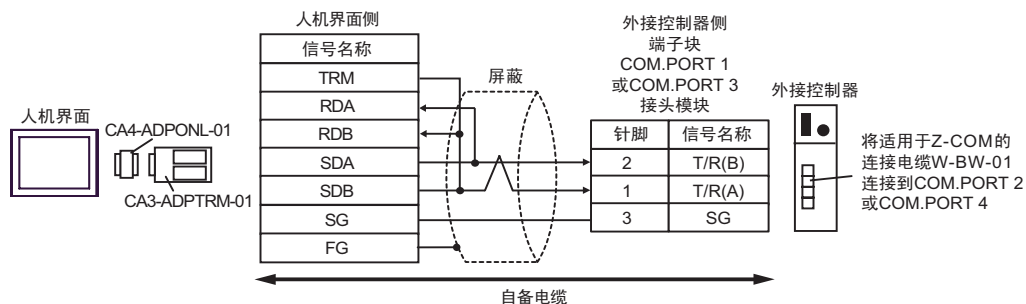 人机界面
CA4-ADPONL-01
CA3-ADPTRM-01
人机界面侧
信号名称
TRM
RDA
RDB
SDA
SDB
SG
FG
屏蔽
外接控制器侧
端子块
COM.PORT 1
或COM.PORT 3
接头模块
针脚 信号名称
2 T/R(B)
1 T/R(A)
3 SG
外接控制器
将适用于Z-COM的
连接电缆W-BW-01
连接到COM.PORT 2
或COM.PORT 4
自备电缆